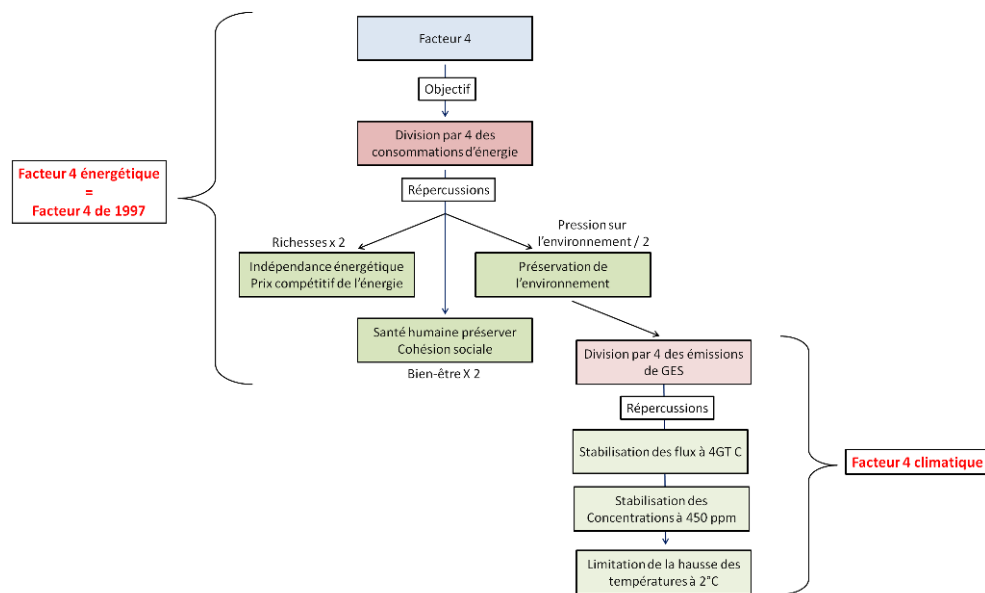 Facteur 4
Objectif
Division par 4 des
consommations d'énergie
Facteur 4 énergétique
=
Facteur 4 de 1997
Répercussions
Richesses x 2
Pression sur
l'environnement / 2
Indépendance énergétique
Prix compétitif de l'énergie
Préservation de
l'environnement
Santé humaine préserver
Cohésion sociale
Bien-être X 2
Division par 4 des émissions
de GES
Répercussions
Stabilisation des flux à 4GT C
Facteur 4 climatique
Stabilisation des
Concentrations à 450 ppm
Limitation de la hausse des
températures à 2°C